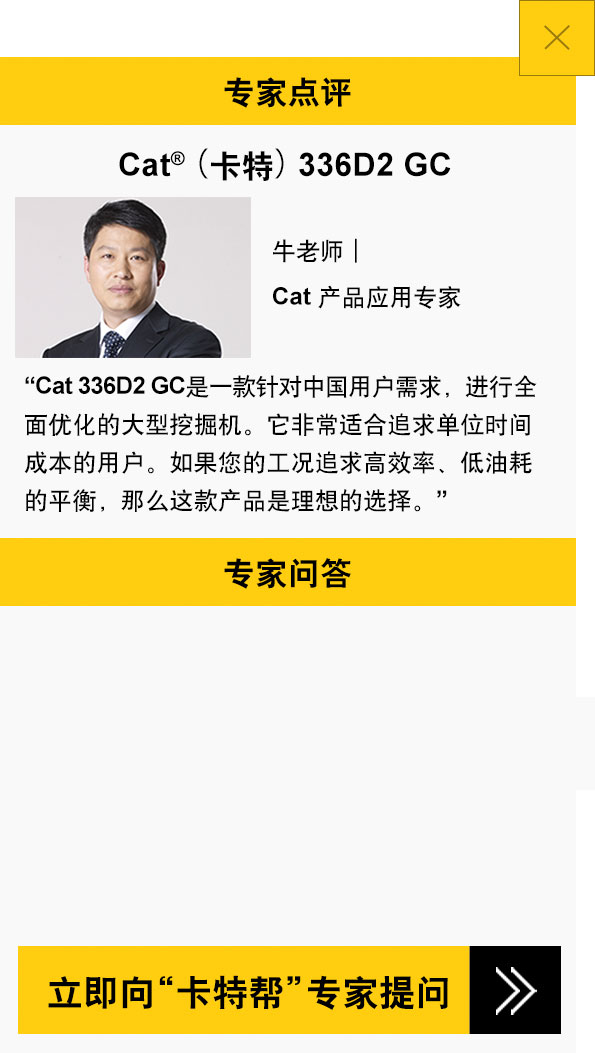 专家点评
Cat®（卡特）336D2 GC
牛老师｜
Cat 产品应用专家
“Cat 336D2 GC是一款针对中国用户需求，进行全
面优化的大型挖掘机。它非常适合追求单位时间
成本的用户。如果您的工况追求高效率、低油耗
的平衡，那么这款产品是理想的选择。”
专家问答
立即向“卡特帮”专家提问